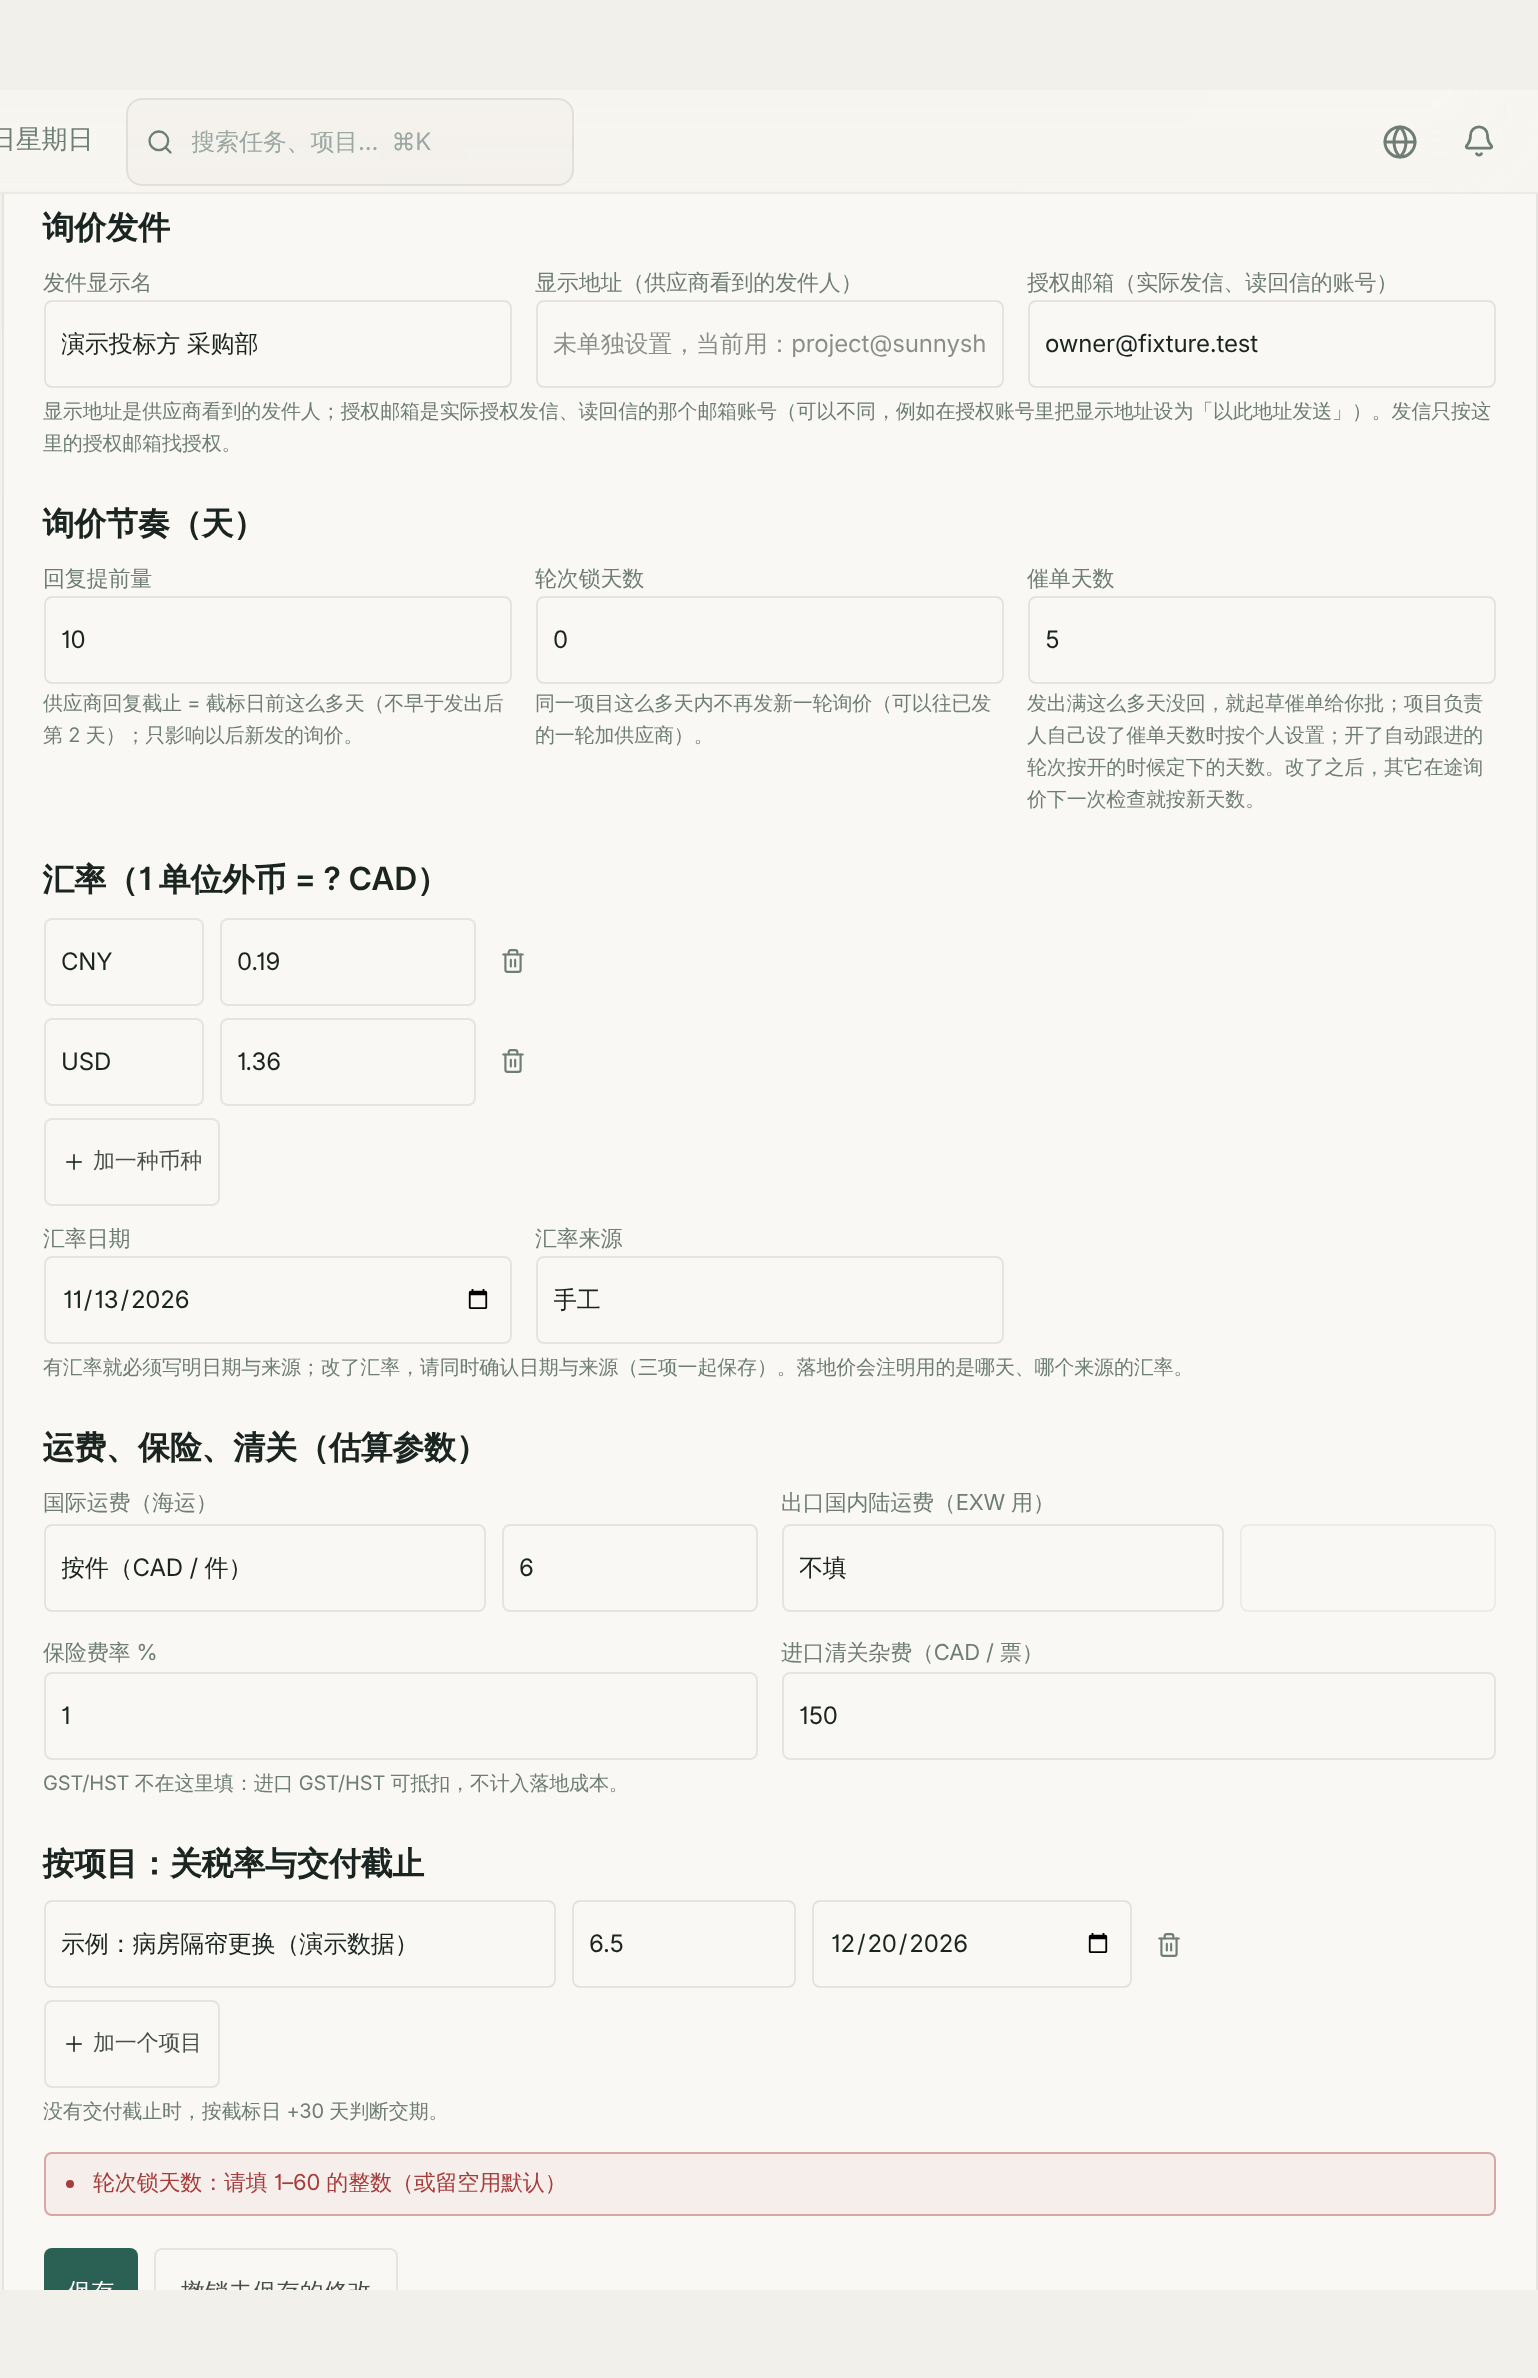 日星期日
搜索任务、项目... ⌘K
询价发件
发件显示名
显示地址（供应商看到的发件人）
授权邮箱（实际发信、读回信的账号）
演示投标方 采购部
未单独设置，当前用：project@sunnysh
owner@fixture.test
显示地址是供应商看到的发件人；授权邮箱是实际授权发信、读回信的那个邮箱账号（可以不同，例如在授权账号里把显示地址设为「以此地址发送」）。发信只按这
里的授权邮箱找授权。
询价节奏（天）
回复提前量
轮次锁天数
催单天数
10
0
5
供应商回复截止 = 截标日前这么多天（不早于发出后
第 2 天）；只影响以后新发的询价。
同一项目这么多天内不再发新一轮询价（可以往已发
的一轮加供应商）。
发出满这么多天没回，就起草催单给你批；项目负责
人自己设了催单天数时按个人设置；开了自动跟进的
轮次按开的时候定下的天数。改了之后，其它在途询
价下一次检查就按新天数。
汇率（1 单位外币 = ? CAD）
CNY
0.19
USD
1.36
+ 加一种币种
汇率日期
汇率来源
11/13/2026
手工
有汇率就必须写明日期与来源；改了汇率，请同时确认日期与来源（三项一起保存）。落地价会注明用的是哪天、哪个来源的汇率。
运费、保险、清关（估算参数）
国际运费（海运）
出口国内陆运费（EXW 用）
按件（CAD / 件）
6
不填
保险费率 %
进口清关杂费（CAD / 票）
1
150
GST/HST 不在这里填：进口 GST/HST 可抵扣，不计入落地成本。
按项目：关税率与交付截止
示例：病房隔帘更换（演示数据）
6.5
12/20/2026
+ 加一个项目
没有交付截止时，按截标日 +30 天判断交期。
• 轮次锁天数：请填 1–60 的整数（或留空用默认）
保存
撤销未保存的修改